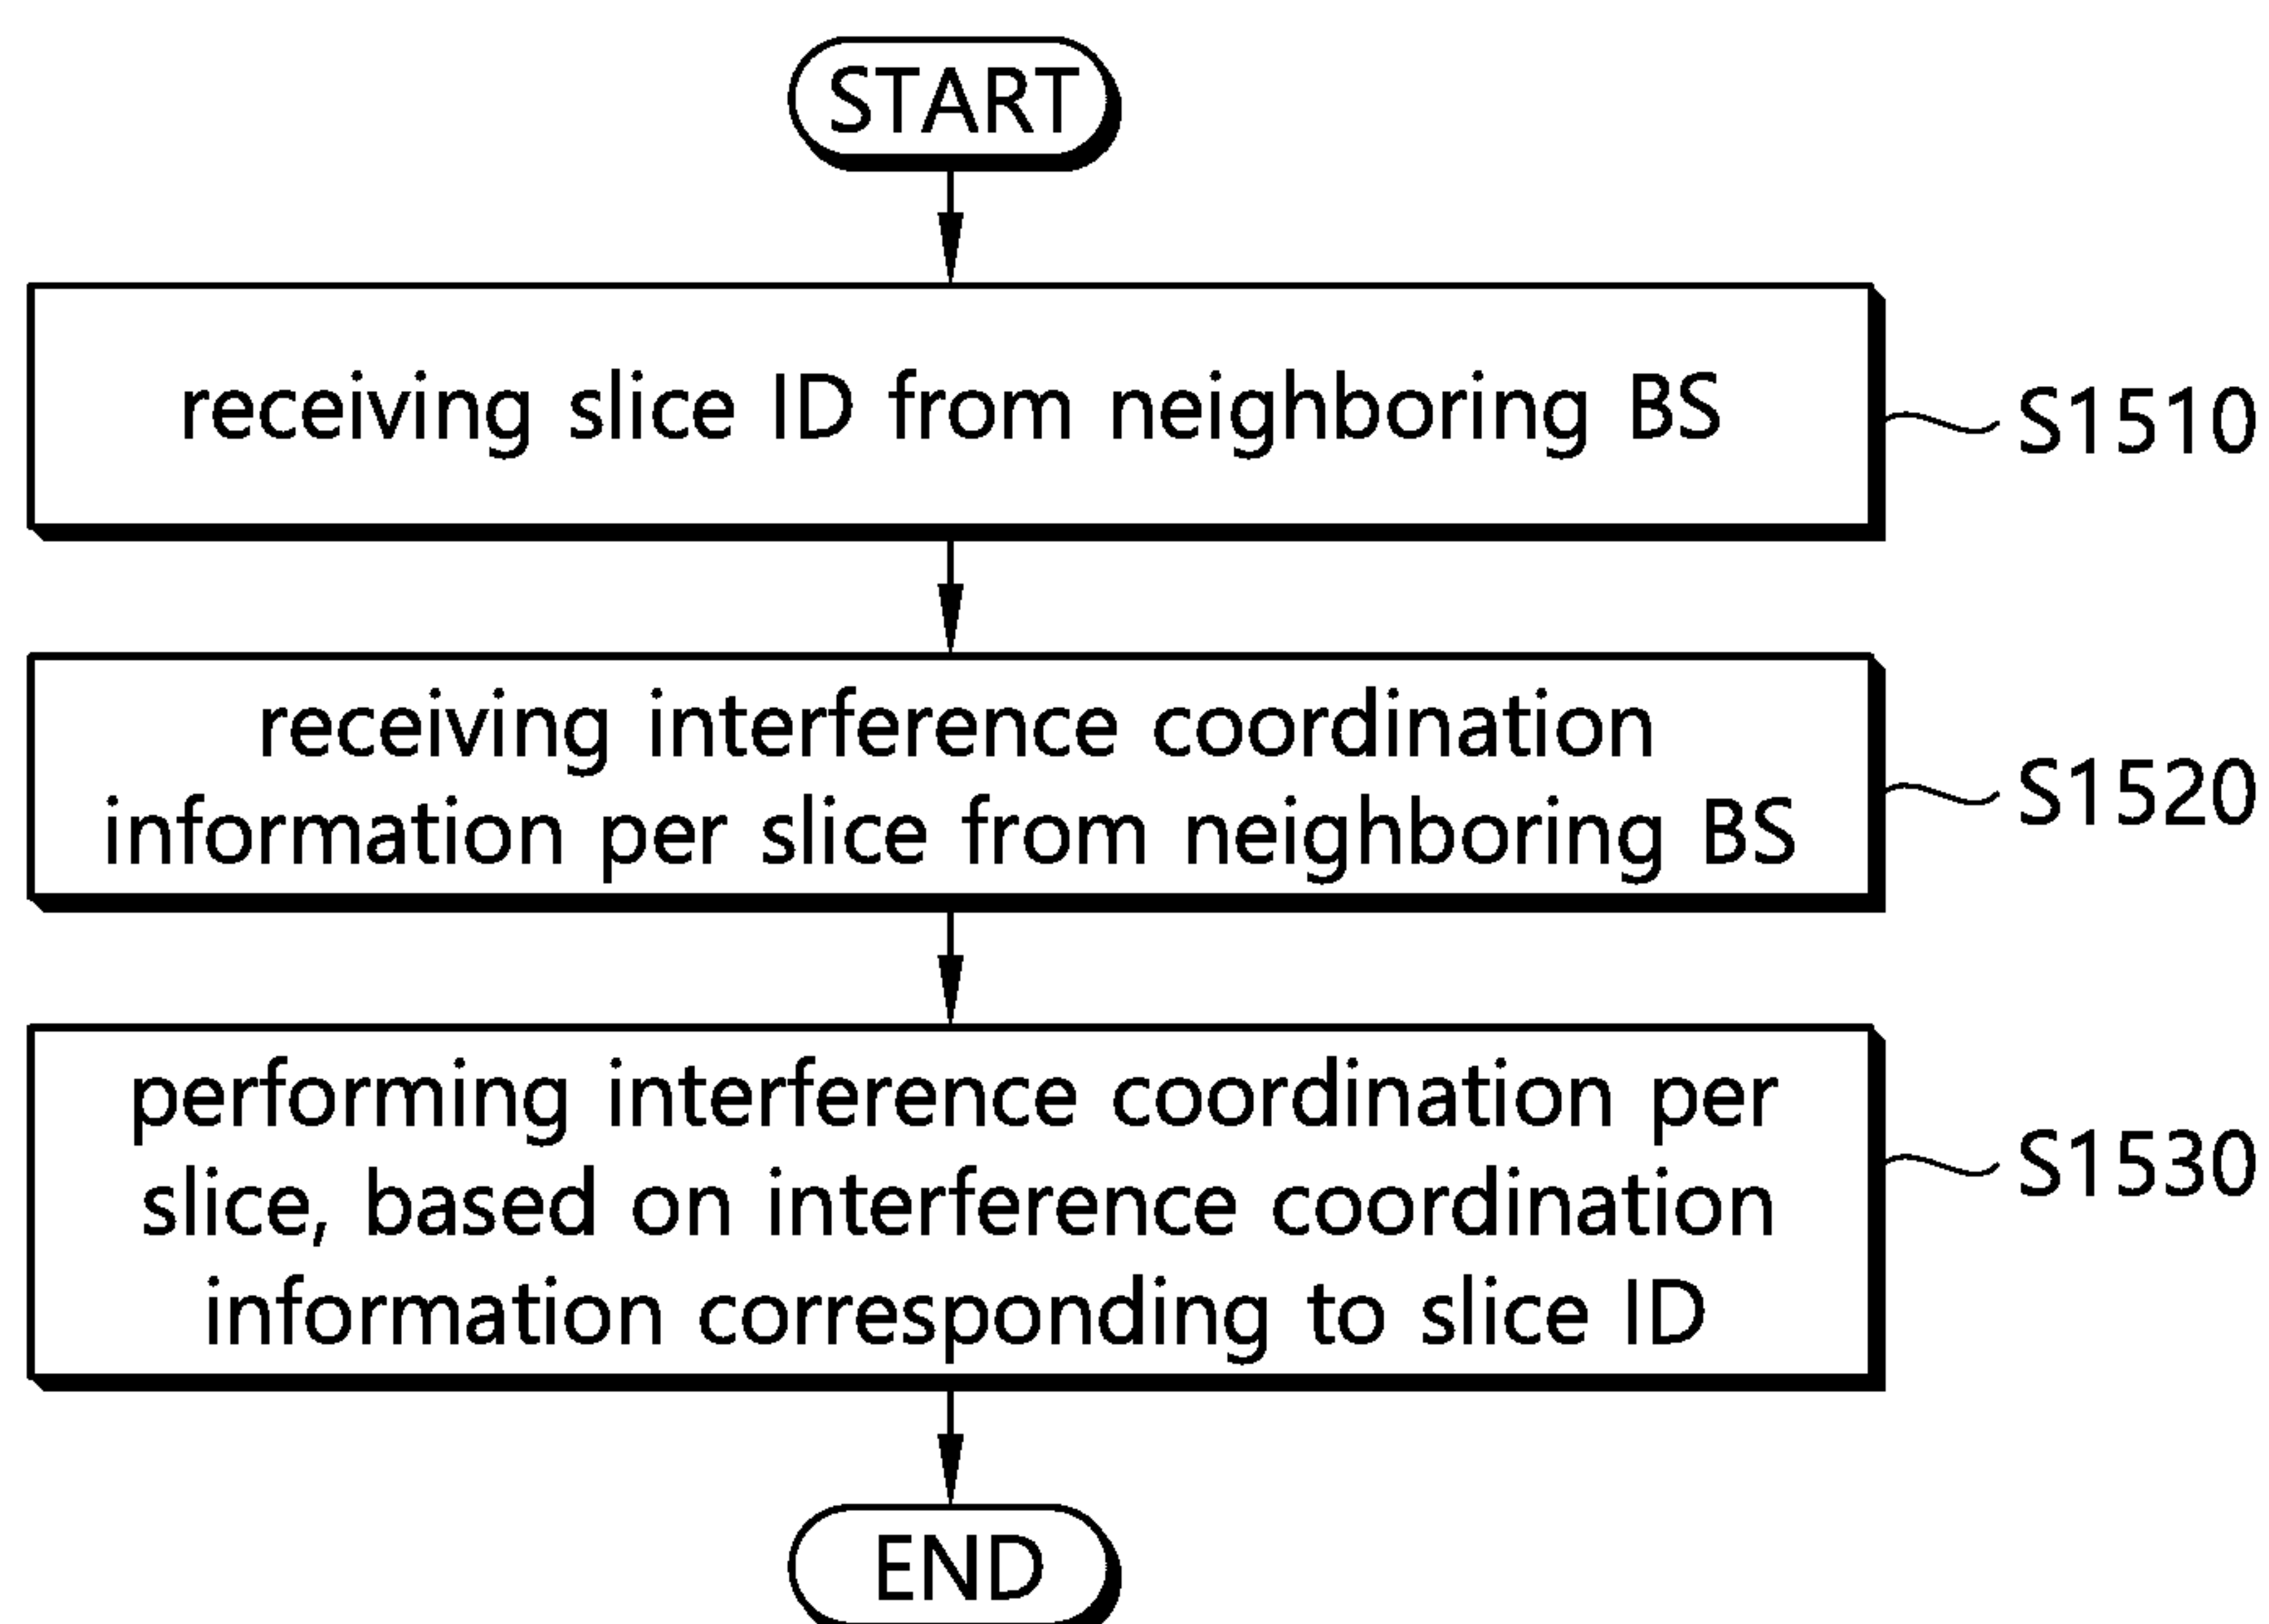 START
receiving slice ID from neighboring BS
S1510
receiving interference coordination
information per slice from neighboring BS
S1520
performing interference coordination per
slice, based on interference coordination
information corresponding to slice ID
S1530
END